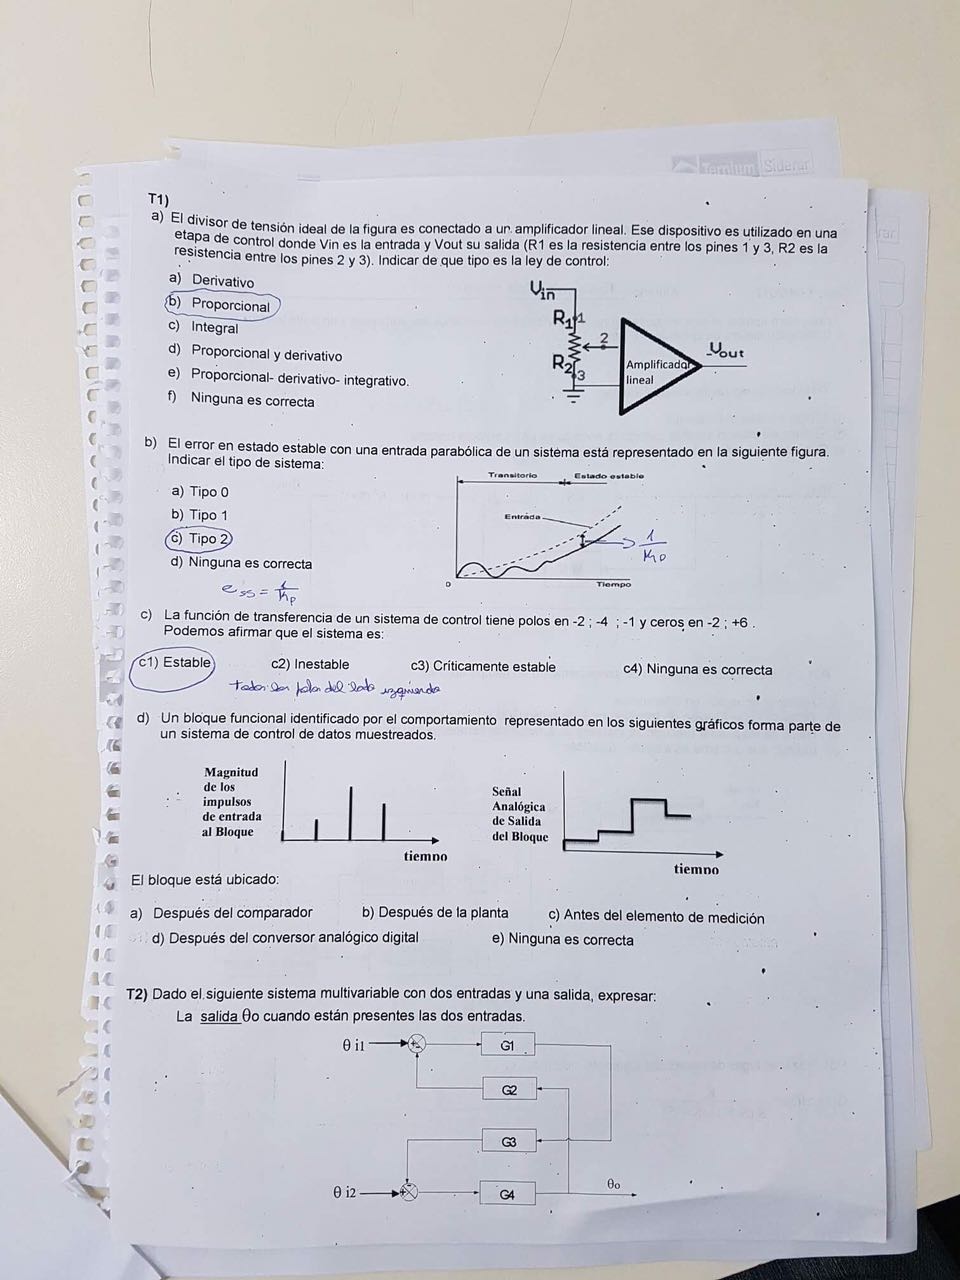 Ternium Siderar
T1)
a) El divisor de tensión ideal de la figura es conectado a un amplificador lineal. Ese dispositivo es utilizado en una
etapa de control donde Vin es la entrada y Vout su salida (R1 es la resistencia entre los pines 1 y 3, R2 es la
resistencia entre los pines 2 y 3). Indicar de que tipo es la ley de control:
a) Derivativo
b) Proporcional
c) Integral
d) Proporcional y derivativo
e) Proporcional- derivativo- integrativo.
f) Ninguna es correcta
Vin
R1 1
2
R2 3
Amplificador
lineal
Vout
b) El error en estado estable con una entrada parabólica de un sistema está representado en la siguiente figura.
Indicar el tipo de sistema:
a) Tipo 0
b) Tipo 1
c) Tipo 2
d) Ninguna es correcta
Transitorio Estado estable
Entrada
1
Kp
0 Tiempo
ess = 1
Kp
c) La función de transferencia de un sistema de control tiene polos en -2 ; -4 ; -1 y ceros en -2 ; +6 .
Podemos afirmar que el sistema es:
c1) Estable c2) Inestable c3) Críticamente estable c4) Ninguna es correcta
todos los polos del lado izquierdo
d) Un bloque funcional identificado por el comportamiento representado en los siguientes gráficos forma parte de
un sistema de control de datos muestreados.
Magnitud
de los
impulsos
de entrada
al Bloque
tiempo
Señal
Analógica
de Salida
del Bloque
tiempo
El bloque está ubicado:
a) Después del comparador b) Después de la planta c) Antes del elemento de medición
d) Después del conversor analógico digital e) Ninguna es correcta
T2) Dado el siguiente sistema multivariable con dos entradas y una salida, expresar:
La salida θo cuando están presentes las dos entradas.
θ i1 + - G1
G2
G3
θ i2 + - G4 θo